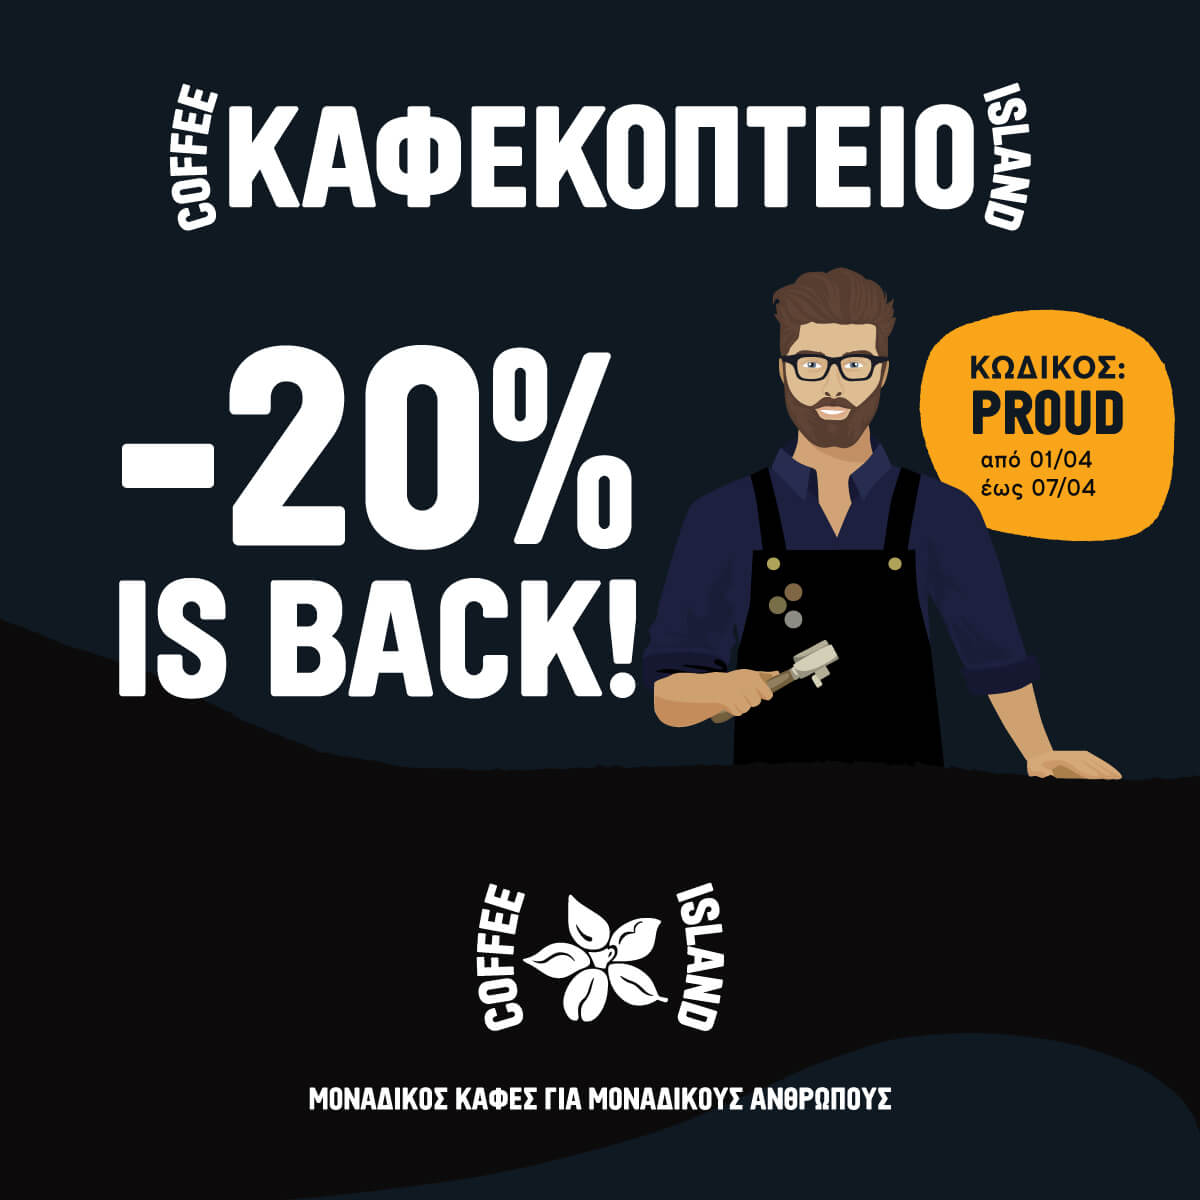 COFFEE ΚΑΦΕΚΟΠΤΕΙΟ ISLAND
-20%
IS BACK!
ΚΩΔΙΚΟΣ:
PROUD
από 01/04
έως 07/04
COFFEE ISLAND
ΜΟΝΑΔΙΚΟΣ ΚΑΦΕΣ ΓΙΑ ΜΟΝΑΔΙΚΟΥΣ ΑΝΘΡΩΠΟΥΣ